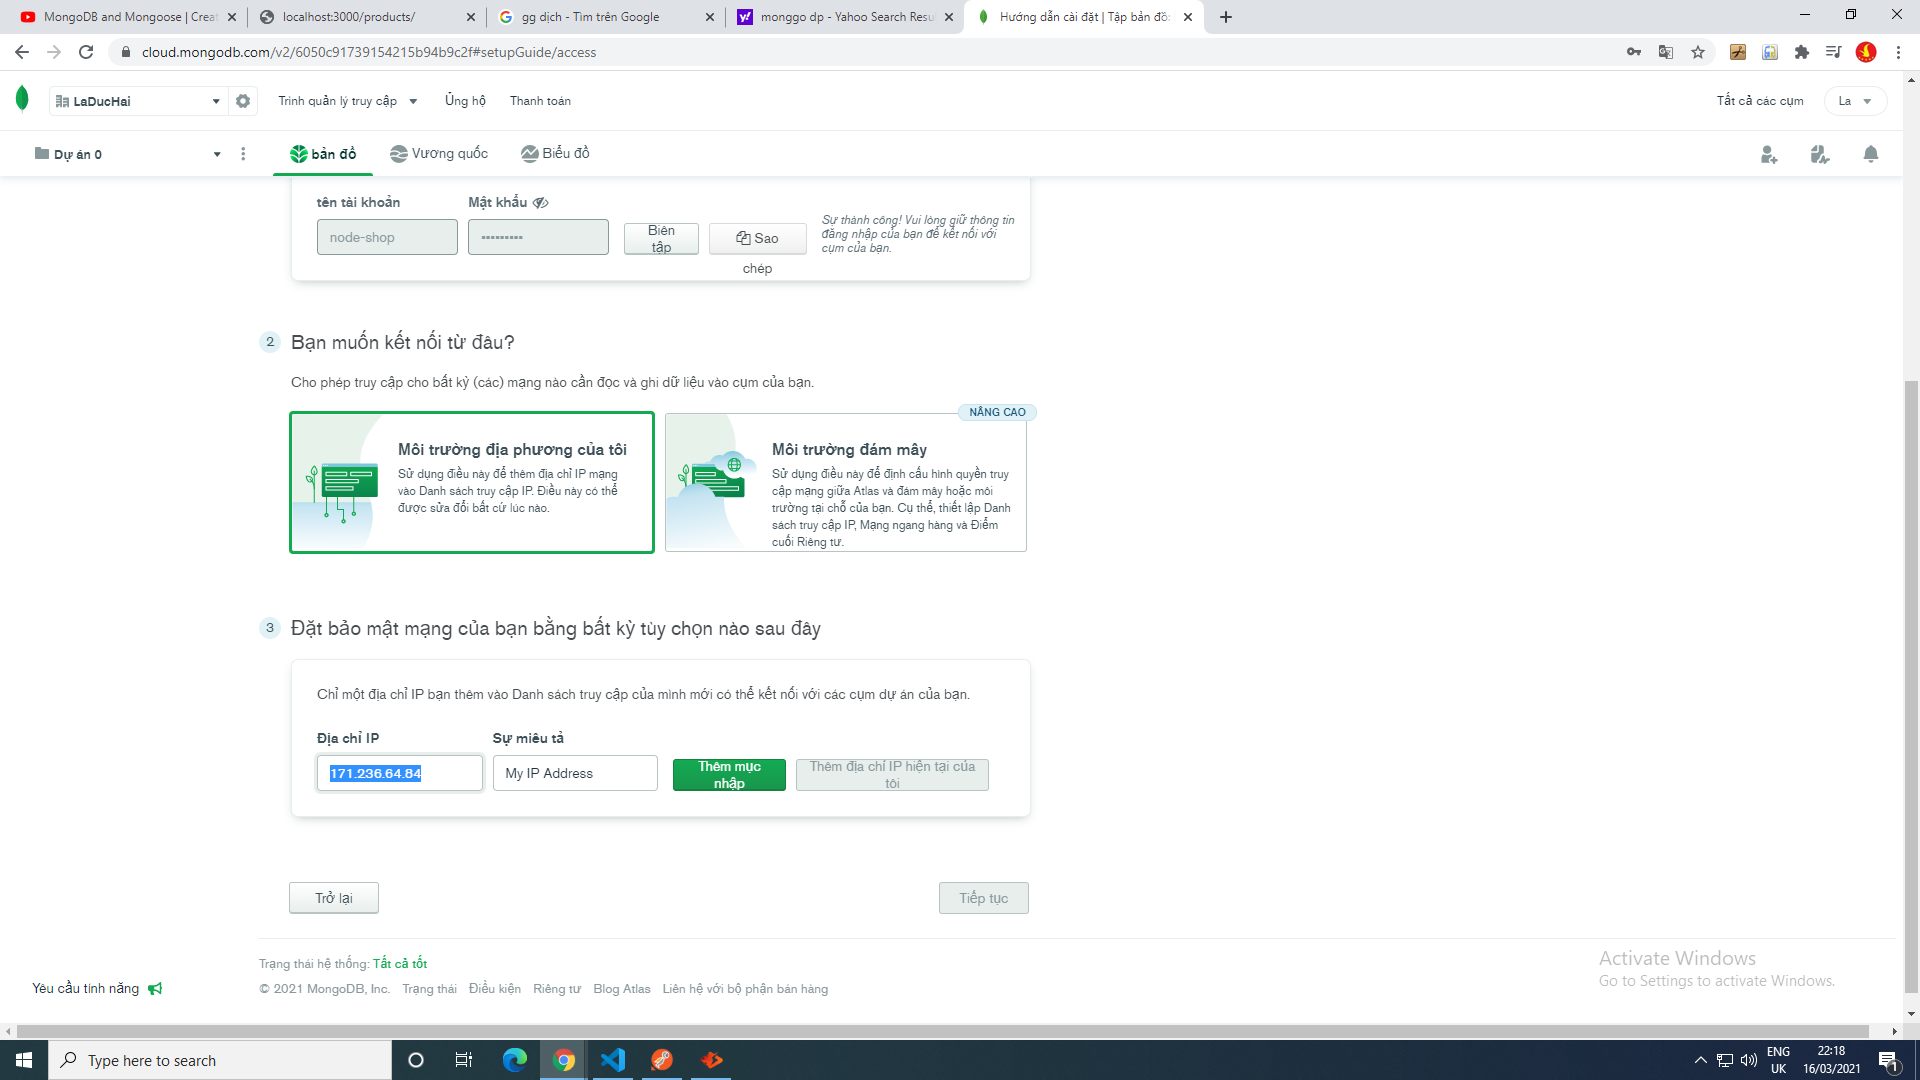 MongoDB and Mongoose | Creat
localhost:3000/products/
gg dịch - Tìm trên Google
monggo dp - Yahoo Search Resu
Hướng dẫn cài đặt | Tập bản đồ:
cloud.mongodb.com/v2/6050c91739154215b94b9c2f#setupGuide/access
LaDucHai
Trình quản lý truy cập
Ủng hộ
Thanh toán
Tất cả các cụm
La
Dự án 0
bản đồ
Vương quốc
Biểu đồ
tên tài khoản
Mật khẩu
node-shop
Biên
tập
Sao
chép
Sự thành công! Vui lòng giữ thông tin
đăng nhập của bạn để kết nối với
cụm của bạn.
2
Bạn muốn kết nối từ đâu?
Cho phép truy cập cho bất kỳ (các) mạng nào cần đọc và ghi dữ liệu vào cụm của bạn.
Môi trường địa phương của tôi
Sử dụng điều này để thêm địa chỉ IP mạng
vào Danh sách truy cập IP. Điều này có thể
được sửa đổi bất cứ lúc nào.
NÂNG CAO
Môi trường đám mây
Sử dụng điều này để định cấu hình quyền truy
cập mạng giữa Atlas và đám mây hoặc môi
trường tại chỗ của bạn. Cụ thể, thiết lập Danh
sách truy cập IP, Mạng ngang hàng và Điểm
cuối Riêng tư.
3
Đặt bảo mật mạng của bạn bằng bất kỳ tùy chọn nào sau đây
Chỉ một địa chỉ IP bạn thêm vào Danh sách truy cập của mình mới có thể kết nối với các cụm dự án của bạn.
Địa chỉ IP
Sự miêu tả
171.236.64.84
My IP Address
Thêm mục
nhập
Thêm địa chỉ IP hiện tại của
tôi
Trở lại
Tiếp tục
Trạng thái hệ thống: Tất cả tốt
© 2021 MongoDB, Inc.
Trạng thái
Điều kiện
Riêng tư
Blog Atlas
Liên hệ với bộ phận bán hàng
Yêu cầu tính năng
Activate Windows
Go to Settings to activate Windows.
Type here to search
ENG
UK
22:18
16/03/2021
1